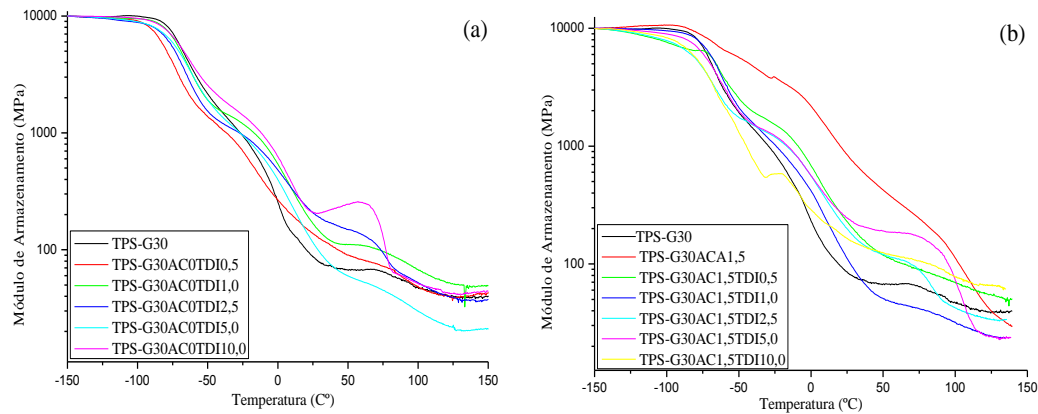 (a)
10000
1000
100
Módulo de Armazenamento (MPa)
TPS-G30
TPS-G30AC0TDI0,5
TPS-G30AC0TDI1,0
TPS-G30AC0TDI2,5
TPS-G30AC0TDI5,0
TPS-G30AC0TDI10,0
-150 -100 -50 0 50 100 150
Temperatura (Cº)
(b)
10000
1000
100
Módulo de Armazenamento (MPa)
TPS-G30
TPS-G30ACA1,5
TPS-G30AC1,5TDI0,5
TPS-G30AC1,5TDI1,0
TPS-G30AC1,5TDI2,5
TPS-G30AC1,5TDI5,0
TPS-G30AC1,5TDI10,0
-150 -100 -50 0 50 100 150
Temperatura (ºC)